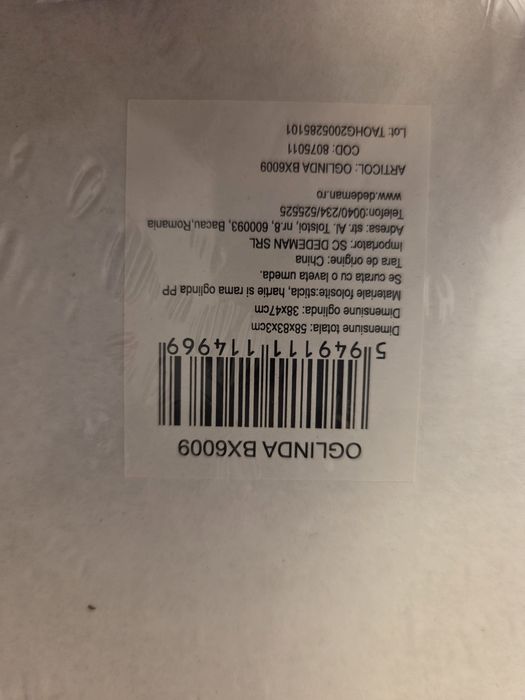 OGLINDA BX6009
5 949111 114969
Dimensiune totala: 58x83x3cm
Dimensiune oglinda: 38x47cm
Materiale folosite:sticla, hartie si rama oglinda PP
Se curata cu o laveta umeda.
Tara de origine: China
Importator: SC DEDEMAN SRL
Adresa: str. Al. Tolstoi, nr.8, 600093, Bacau,Romania
Telefon:0040/234/525525
www.dedeman.ro
ARTICOL: OGLINDA BX6009
COD: 8075011
Lot: TAOHG2005285101